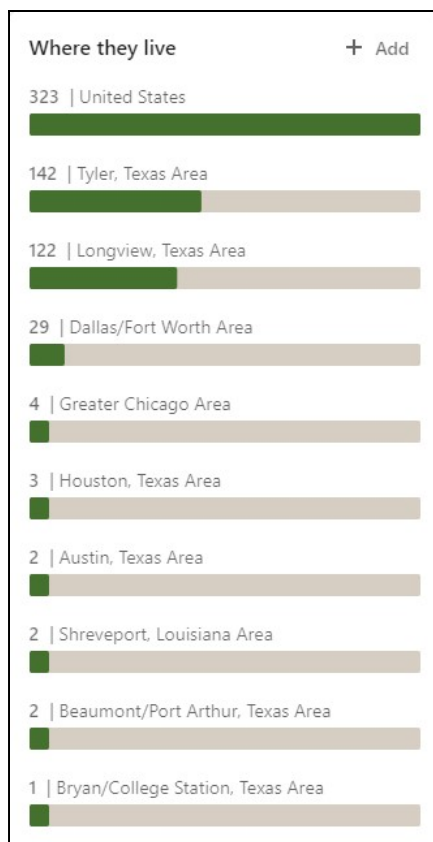 Where they live + Add
323 | United States
142 | Tyler, Texas Area
122 | Longview, Texas Area
29 | Dallas/Fort Worth Area
4 | Greater Chicago Area
3 | Houston, Texas Area
2 | Austin, Texas Area
2 | Shreveport, Louisiana Area
2 | Beaumont/Port Arthur, Texas Area
1 | Bryan/College Station, Texas Area